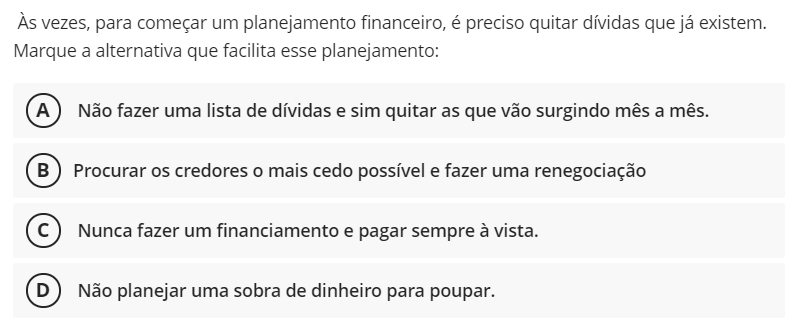 Às vezes, para começar um planejamento financeiro, é preciso quitar dívidas que já existem.
Marque a alternativa que facilita esse planejamento:
A Não fazer uma lista de dívidas e sim quitar as que vão surgindo mês a mês.
B Procurar os credores o mais cedo possível e fazer uma renegociação
C Nunca fazer um financiamento e pagar sempre à vista.
D Não planejar uma sobra de dinheiro para poupar.